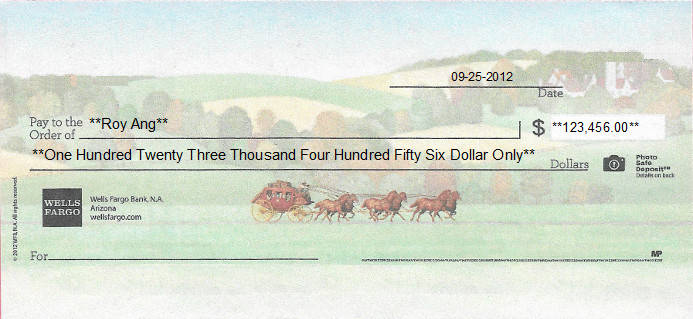 09-25-2012
Date
Pay to the
Order of
**Roy Ang**
$ **123,456.00**
**One Hundred Twenty Three Thousand Four Hundred Fifty Six Dollar Only**
Dollars
Photo
Safe
Deposit™
Details on back
WELLS
FARGO
Wells Fargo Bank, N.A.
Arizona
wellsfargo.com
For
MP